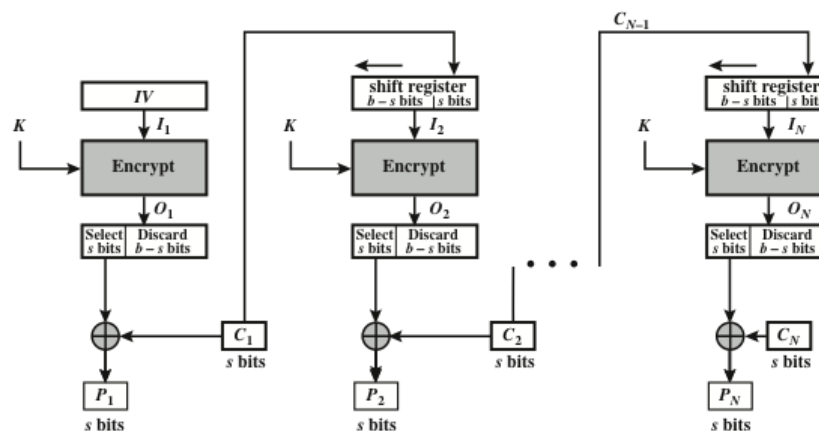 C_{N-1}
IV
shift register
b – s bits | s bits
shift register
b – s bits | s bits
K
I_1
K
I_2
K
I_N
Encrypt
Encrypt
Encrypt
O_1
O_2
O_N
Select
s bits
Discard
b – s bits
Select
s bits
Discard
b – s bits
Select
s bits
Discard
b – s bits
C_1
C_2
C_N
s bits
s bits
s bits
P_1
P_2
P_N
s bits
s bits
s bits